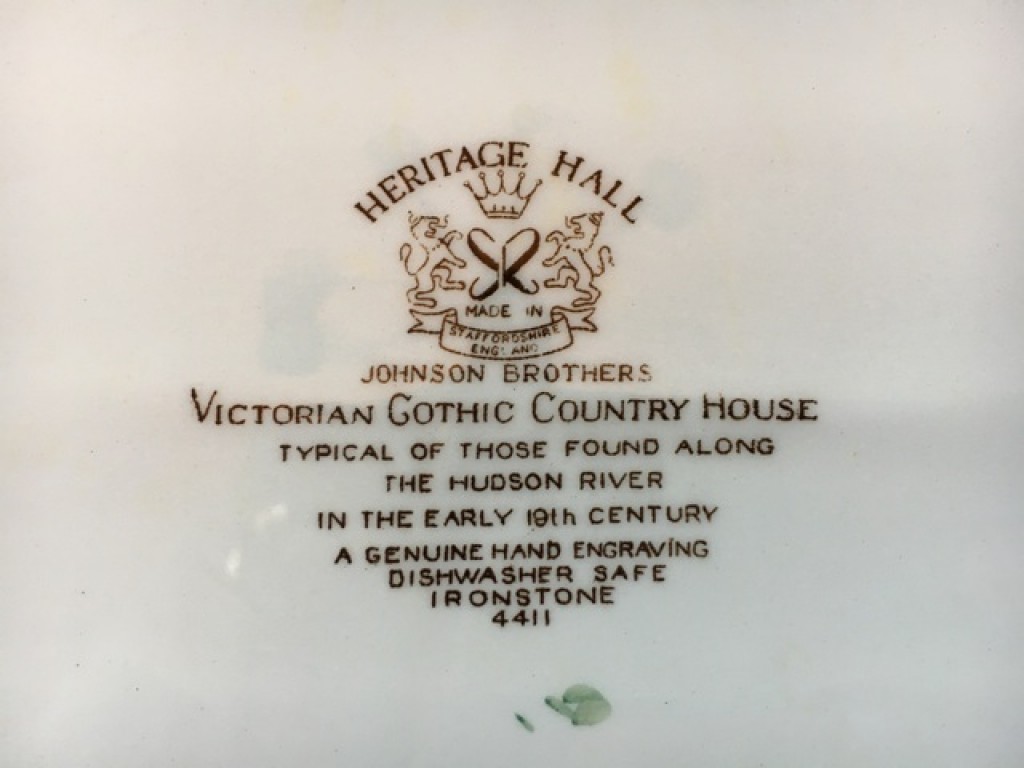 HERITAGE HALL
MADE IN
STAFFORDSHIRE
ENGLAND
JOHNSON BROTHERS
VICTORIAN GOTHIC COUNTRY HOUSE
TYPICAL OF THOSE FOUND ALONG
THE HUDSON RIVER
IN THE EARLY 19th CENTURY
A GENUINE HAND ENGRAVING
DISHWASHER SAFE
IRONSTONE
4411